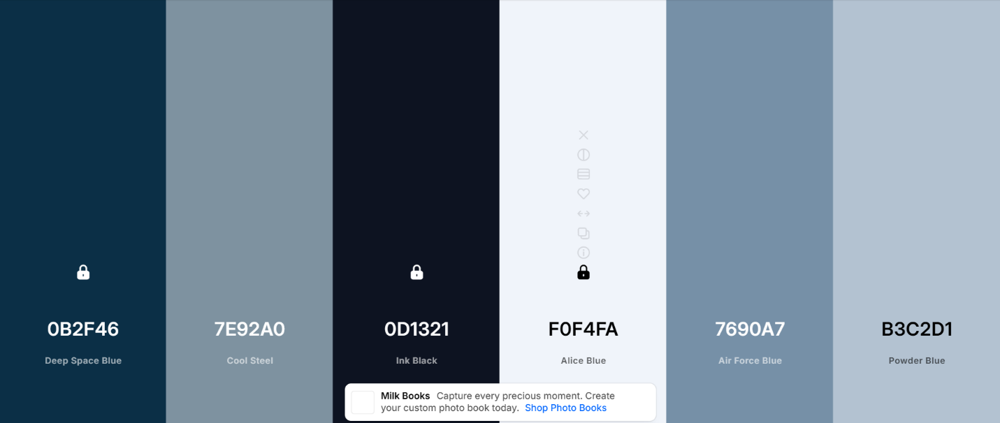 0B2F46
7E92A0
0D1321
F0F4FA
7690A7
B3C2D1
Deep Space Blue
Cool Steel
Ink Black
Alice Blue
Air Force Blue
Powder Blue
Milk Books Capture every precious moment. Create
your custom photo book today. Shop Photo Books